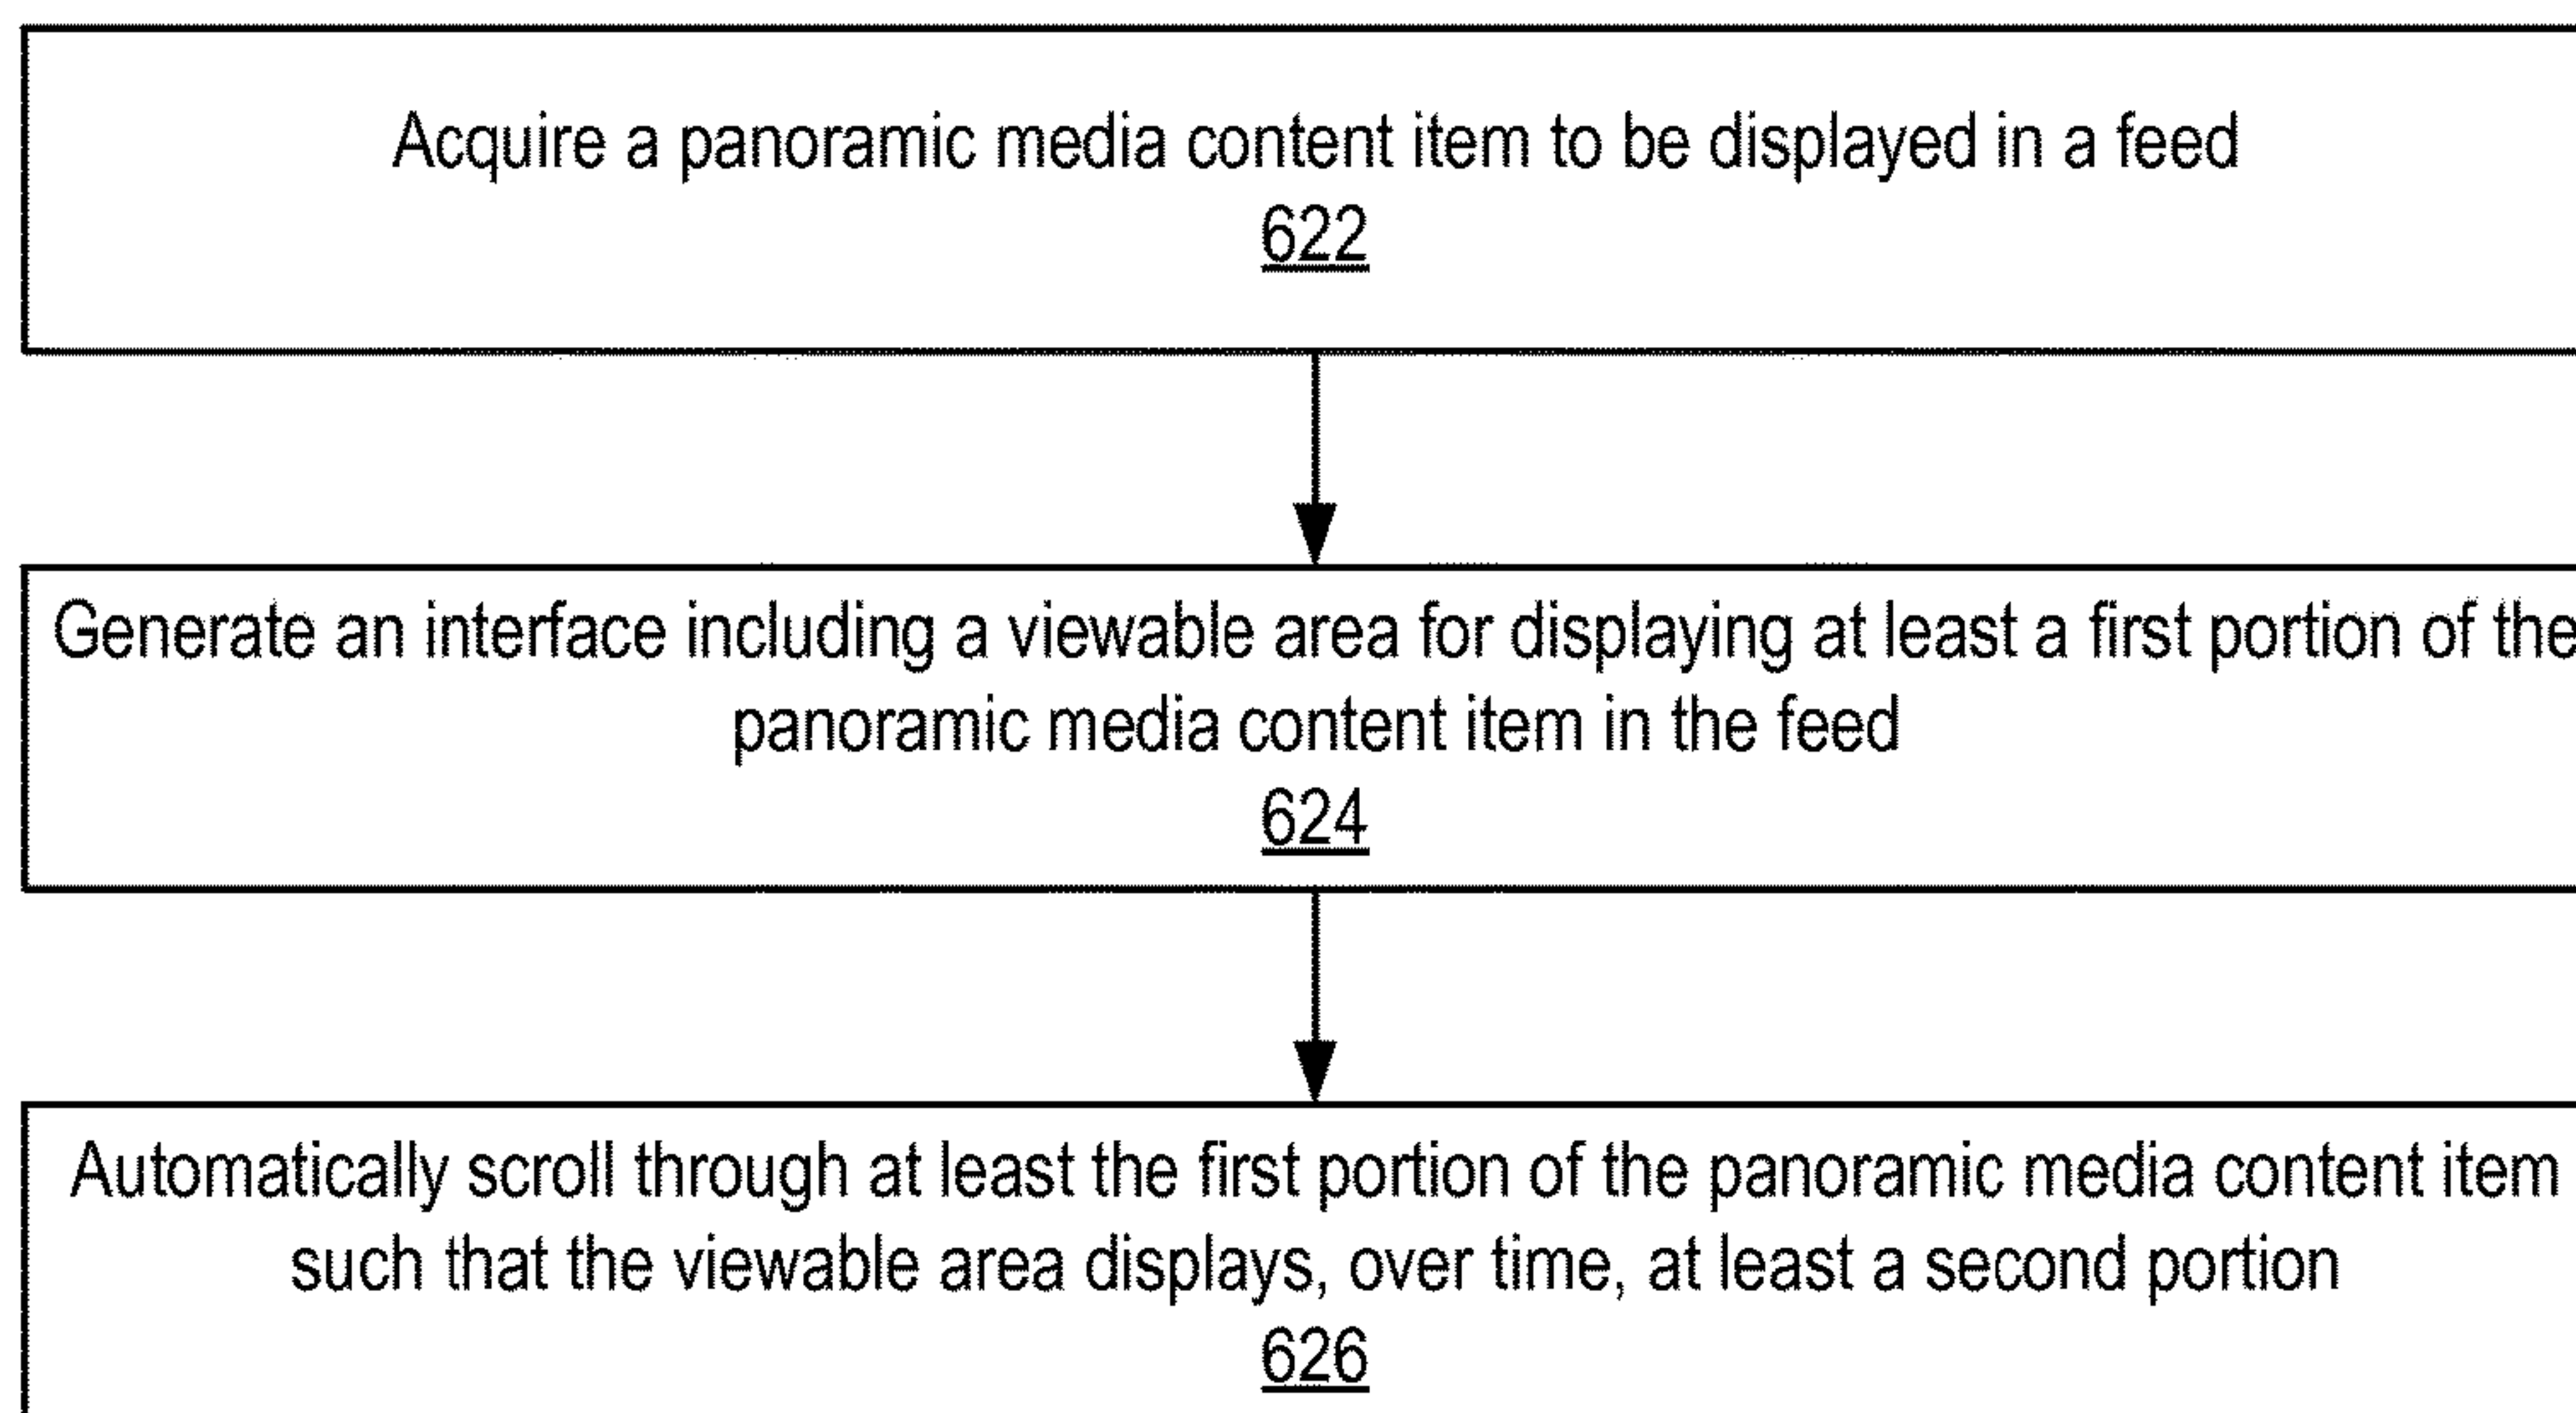 Acquire a panoramic media content item to be displayed in a feed
622
Generate an interface including a viewable area for displaying at least a first portion of the
panoramic media content item in the feed
624
Automatically scroll through at least the first portion of the panoramic media content item
such that the viewable area displays, over time, at least a second portion
626